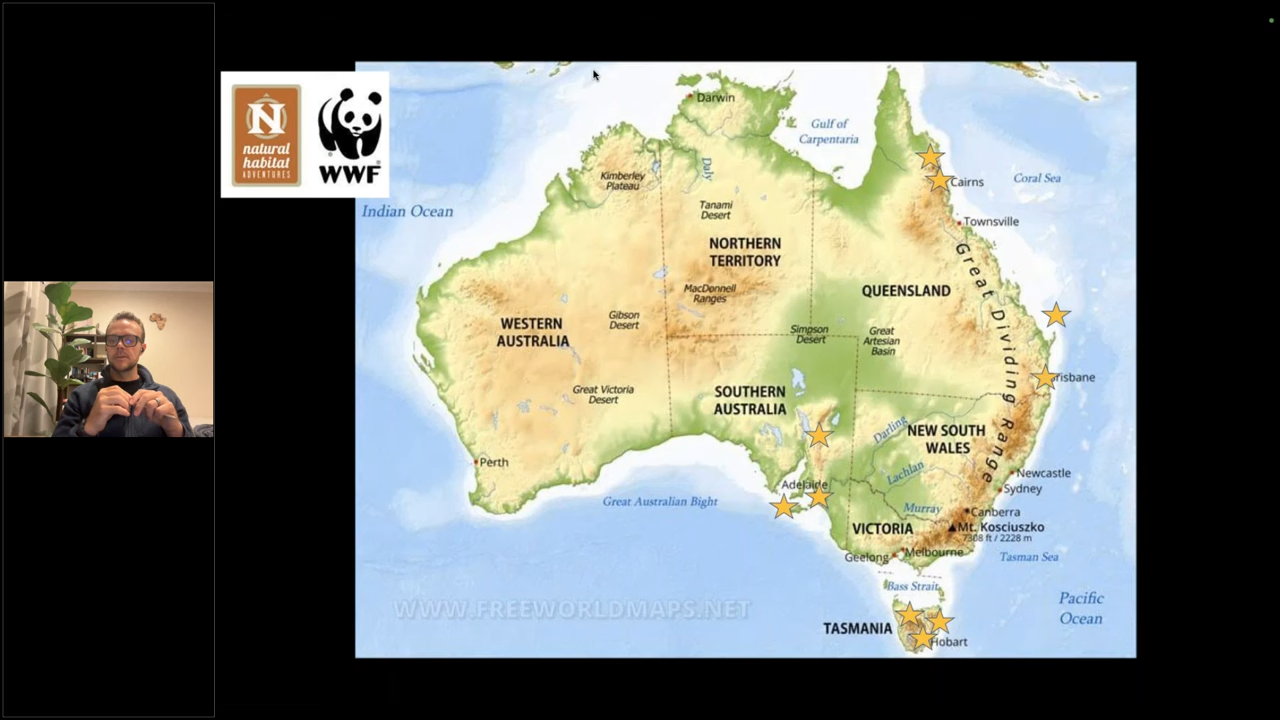 N
natural
habitat
ADVENTURES
WWF
Darwin
Gulf of
Carpentaria
Kimberley
Plateau
Daly
Cairns
Coral Sea
Indian Ocean
Tanami
Desert
Townsville
NORTHERN
TERRITORY
Great Dividing Range
QUEENSLAND
MacDonnell
Ranges
WESTERN
AUSTRALIA
Gibson
Desert
Simpson
Desert
Great
Artesian
Basin
risbane
Great Victoria
Desert
SOUTHERN
AUSTRALIA
Darling
NEW SOUTH
WALES
Perth
Lachlan
Newcastle
Adelaide
Sydney
Great Australian Bight
Murray
Canberra
VICTORIA
Mt. Kosciuszko
7308 ft / 2228 m
Geelong
Melbourne
Tasman Sea
Bass Strait
Pacific
Ocean
WWW.FREEWORLDMAPS.NET
TASMANIA
Hobart